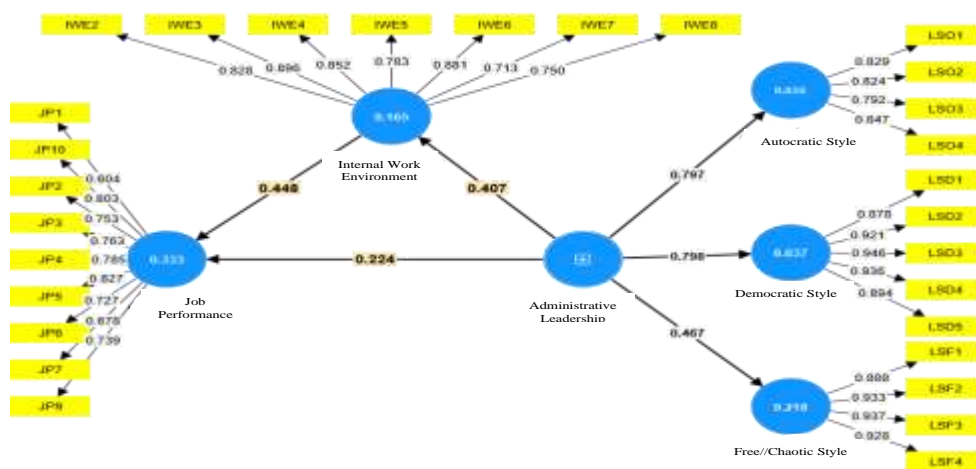 IWE2 IWE3 IWE4 IWE5 IWE6 IWE7 IWE8
0.828 0.896 0.852 0.783 0.881 0.713 0.750
LSO1
LSO2
LSO3
LSO4
0.829
0.824
0.792
0.847
Autocratic Style
Internal Work
Environment
0.448
0.407
0.797
JP1
JP10
JP2
JP3
JP4
JP5
JP6
JP7
JP9
0.804
0.803
0.753
0.763
0.785
0.827
0.727
0.739
0.333
Job
Performance
0.224
Administrative
Leadership
0.798
0.637
Democratic Style
LSD1
LSD2
LSD3
LSD4
LSD5
0.878
0.921
0.946
0.936
0.894
0.467
0.218
Free//Chaotic Style
LSF1
LSF2
LSF3
LSF4
0.888
0.933
0.937
0.928